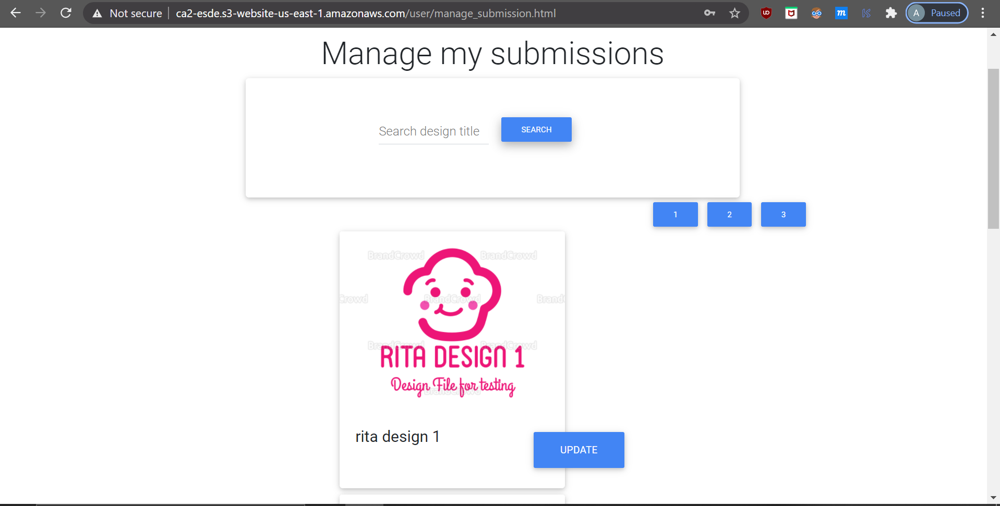 Not secure | ca2-esde.s3-website-us-east-1.amazonaws.com/user/manage_submission.html
A Paused
Manage my submissions
Search design title
SEARCH
1 2 3
BrandCrowd BrandCrowd
Crowd BrandCrowd Brand
BrandCrowd BrandCrowd
RITA DESIGN 1
Design File for testing
BrandCrowd
rita design 1
UPDATE